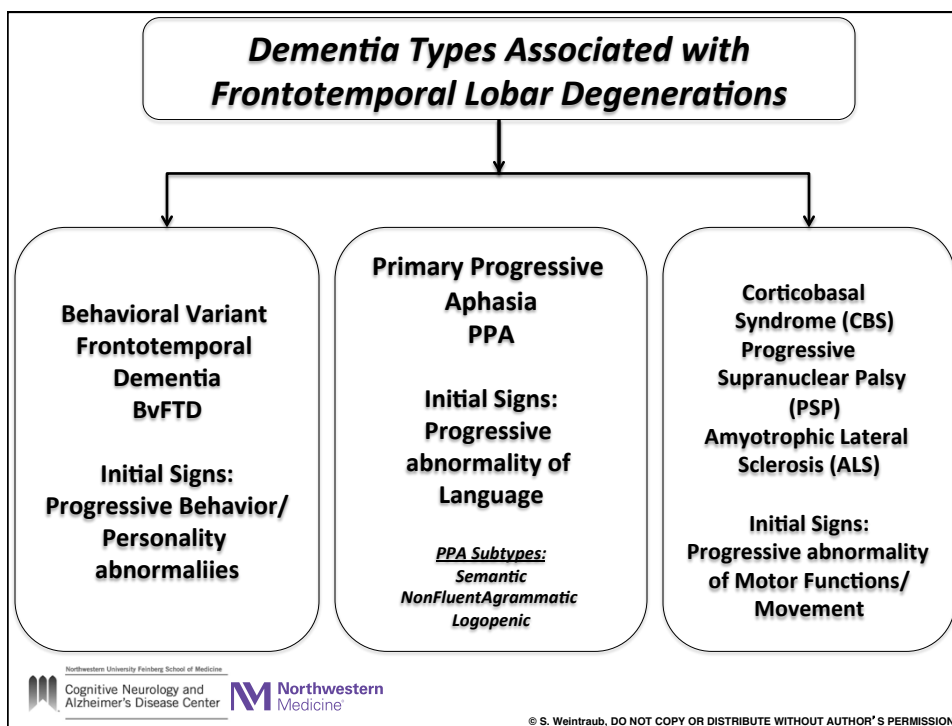 Dementia Types Associated with
Frontotemporal Lobar Degenerations
Behavioral Variant
Frontotemporal
Dementia
BvFTD
Initial Signs:
Progressive Behavior/
Personality
abnormaliies
Primary Progressive
Aphasia
PPA
Initial Signs:
Progressive
abnormality of
Language
PPA Subtypes:
Semantic
NonFluentAgrammatic
Logopenic
Corticobasal
Syndrome (CBS)
Progressive
Supranuclear Palsy
(PSP)
Amyotrophic Lateral
Sclerosis (ALS)
Initial Signs:
Progressive abnormality
of Motor Functions/
Movement
Northwestern University Feinberg School of Medicine
Cognitive Neurology and
Alzheimer's Disease Center
Northwestern
Medicine®
© S. Weintraub, DO NOT COPY OR DISTRIBUTE WITHOUT AUTHOR'S PERMISSION